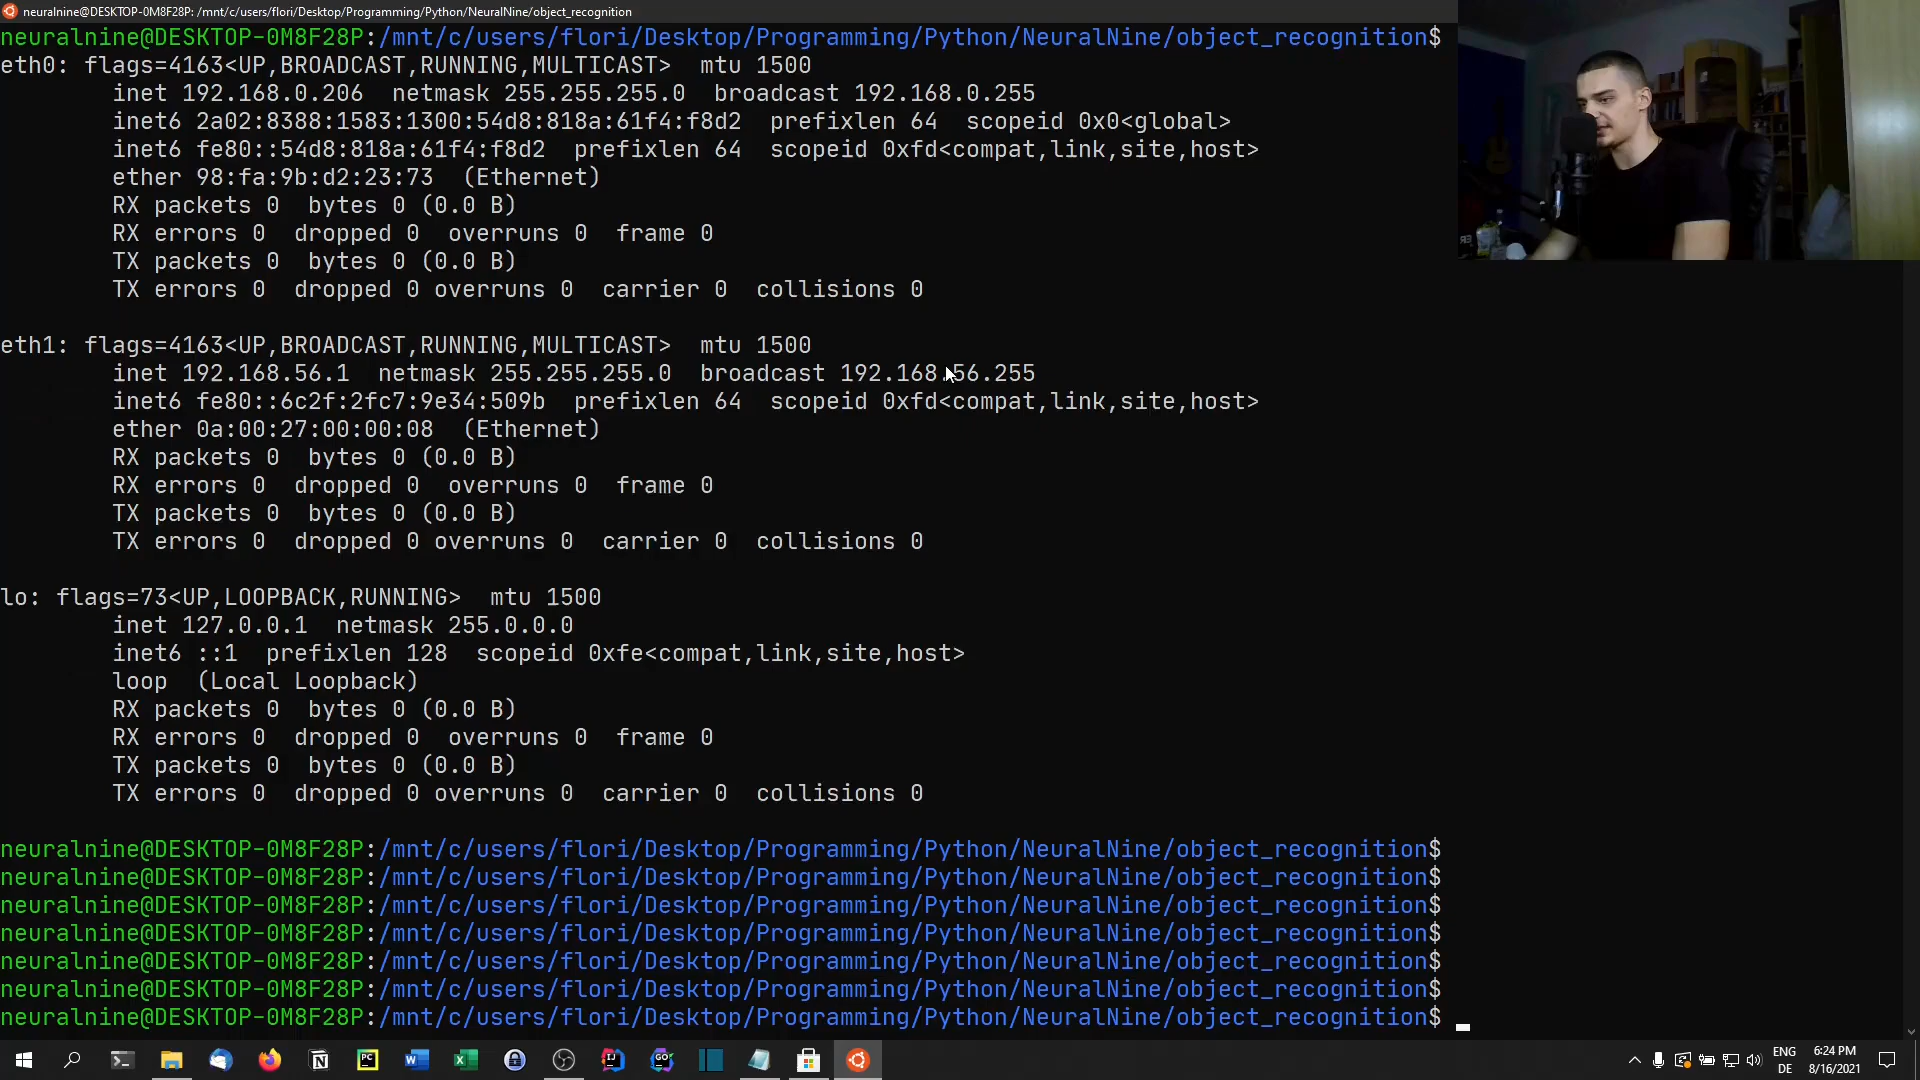 neuralnine@DESKTOP-0M8F28P: /mnt/c/users/flori/Desktop/Programming/Python/NeuralNine/object_recognition
neuralnine@DESKTOP-0M8F28P:/mnt/c/users/flori/Desktop/Programming/Python/NeuralNine/object_recognition$
eth0: flags=4163<UP,BROADCAST,RUNNING,MULTICAST>  mtu 1500
inet 192.168.0.206  netmask 255.255.255.0  broadcast 192.168.0.255
inet6 2a02:8388:1583:1300:54d8:818a:61f4:f8d2  prefixlen 64  scopeid 0x0<global>
inet6 fe80::54d8:818a:61f4:f8d2  prefixlen 64  scopeid 0xfd<compat,link,site,host>
ether 98:fa:9b:d2:23:73  (Ethernet)
RX packets 0  bytes 0 (0.0 B)
RX errors 0  dropped 0  overruns 0  frame 0
TX packets 0  bytes 0 (0.0 B)
TX errors 0  dropped 0 overruns 0  carrier 0  collisions 0
eth1: flags=4163<UP,BROADCAST,RUNNING,MULTICAST>  mtu 1500
inet 192.168.56.1  netmask 255.255.255.0  broadcast 192.168.56.255
inet6 fe80::6c2f:2fc7:9e34:509b  prefixlen 64  scopeid 0xfd<compat,link,site,host>
ether 0a:00:27:00:00:08  (Ethernet)
RX packets 0  bytes 0 (0.0 B)
RX errors 0  dropped 0  overruns 0  frame 0
TX packets 0  bytes 0 (0.0 B)
TX errors 0  dropped 0 overruns 0  carrier 0  collisions 0
lo: flags=73<UP,LOOPBACK,RUNNING>  mtu 1500
inet 127.0.0.1  netmask 255.0.0.0
inet6 ::1  prefixlen 128  scopeid 0xfe<compat,link,site,host>
loop  (Local Loopback)
RX packets 0  bytes 0 (0.0 B)
RX errors 0  dropped 0  overruns 0  frame 0
TX packets 0  bytes 0 (0.0 B)
TX errors 0  dropped 0 overruns 0  carrier 0  collisions 0
neuralnine@DESKTOP-0M8F28P:/mnt/c/users/flori/Desktop/Programming/Python/NeuralNine/object_recognition$
neuralnine@DESKTOP-0M8F28P:/mnt/c/users/flori/Desktop/Programming/Python/NeuralNine/object_recognition$
neuralnine@DESKTOP-0M8F28P:/mnt/c/users/flori/Desktop/Programming/Python/NeuralNine/object_recognition$
neuralnine@DESKTOP-0M8F28P:/mnt/c/users/flori/Desktop/Programming/Python/NeuralNine/object_recognition$
neuralnine@DESKTOP-0M8F28P:/mnt/c/users/flori/Desktop/Programming/Python/NeuralNine/object_recognition$
neuralnine@DESKTOP-0M8F28P:/mnt/c/users/flori/Desktop/Programming/Python/NeuralNine/object_recognition$
neuralnine@DESKTOP-0M8F28P:/mnt/c/users/flori/Desktop/Programming/Python/NeuralNine/object_recognition$
ENG 6:24 PM
DE 8/16/2021